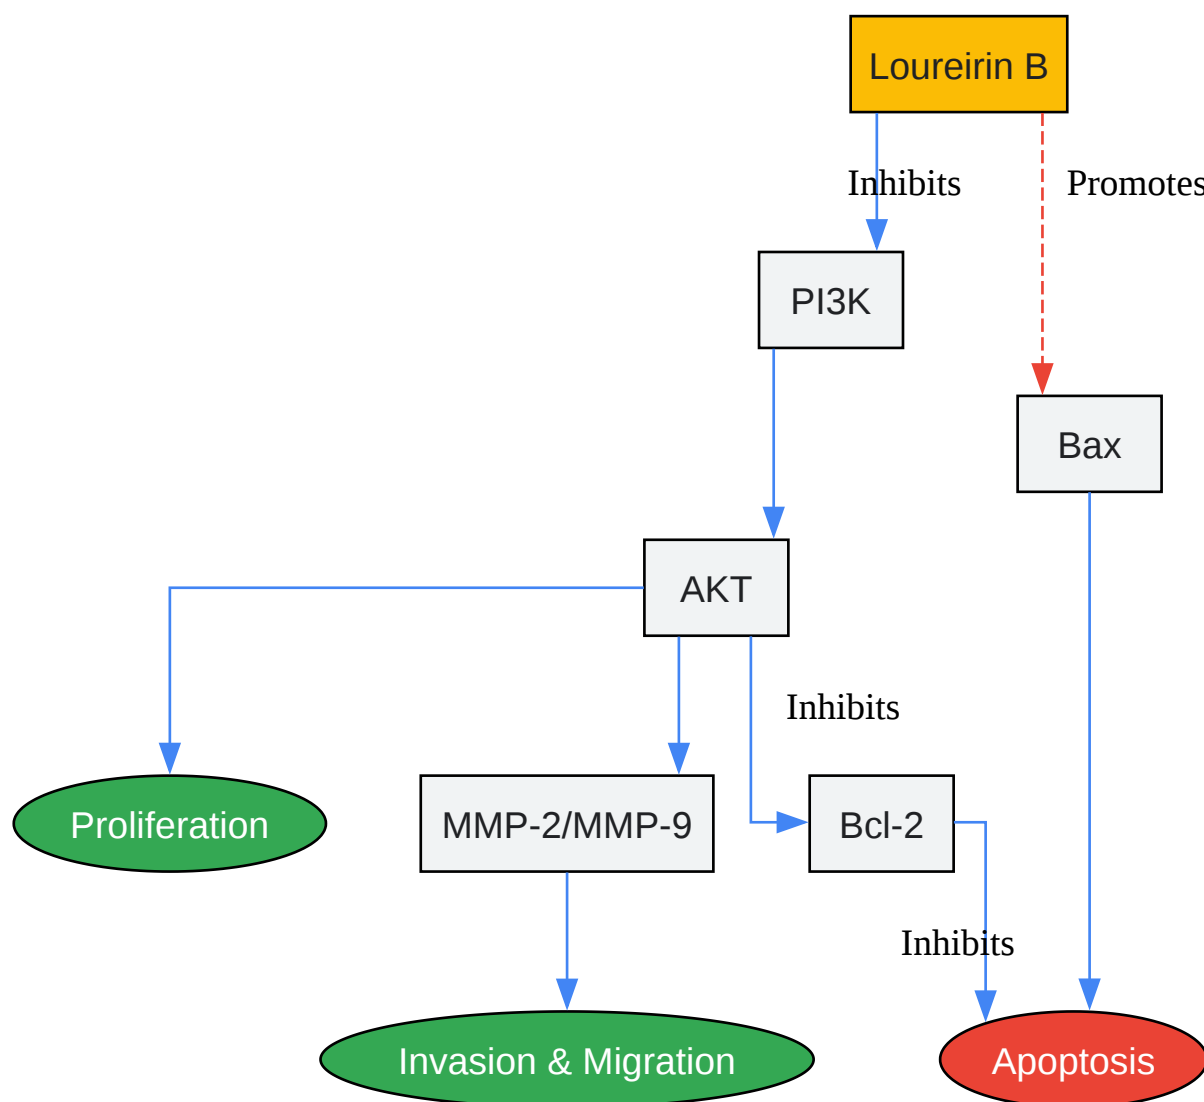 Loureirin B
Inhibits
Promotes
PI3K
Bax
AKT
Inhibits
Proliferation
MMP-2/MMP-9
Bcl-2
Inhibits
Invasion & Migration
Apoptosis